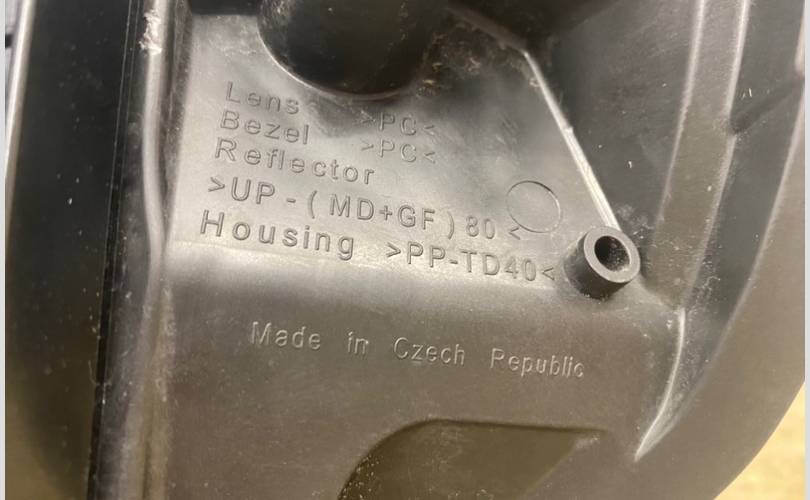 Lens >PC<
Bezel >PC<
Reflector
>UP-(MD+GF)80<
Housing >PP-TD40<
Made in Czech Republic